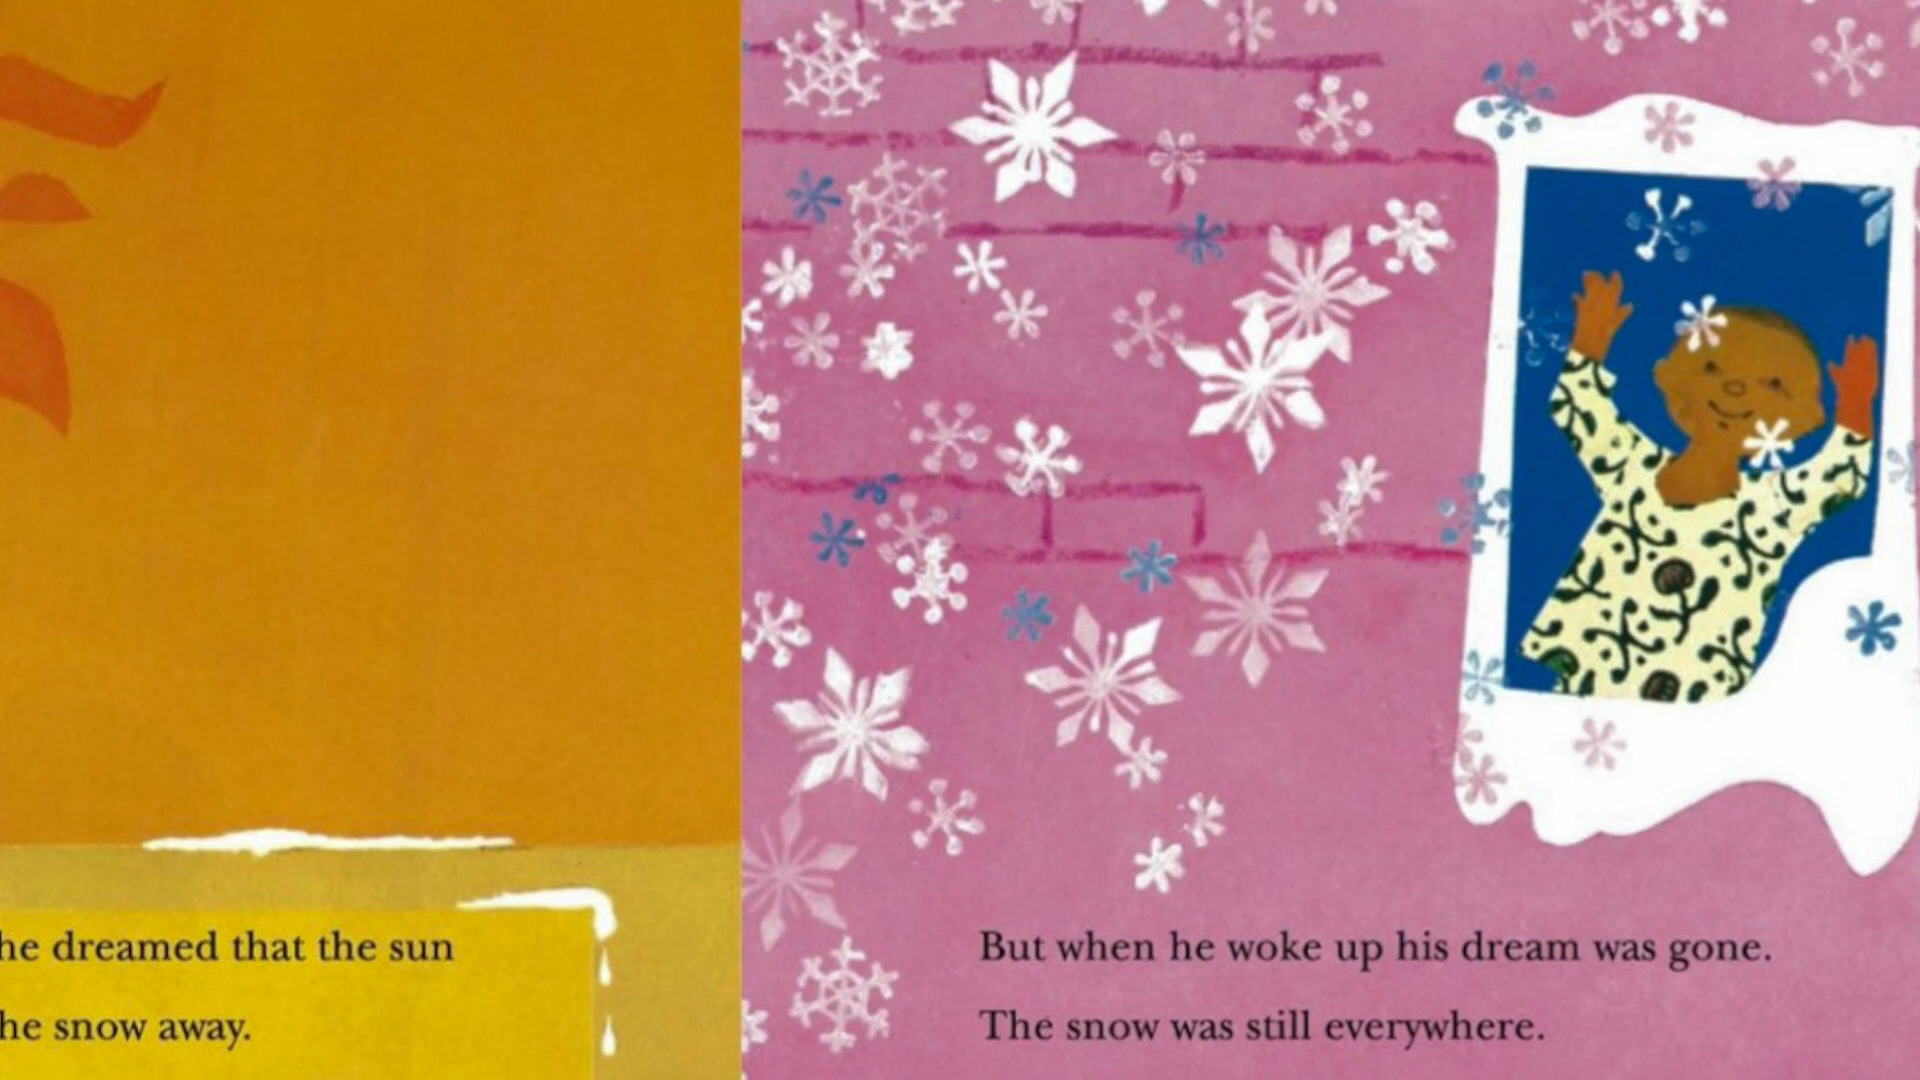 he dreamed that the sun
he snow away.
But when he woke up his dream was gone.
The snow was still everywhere.